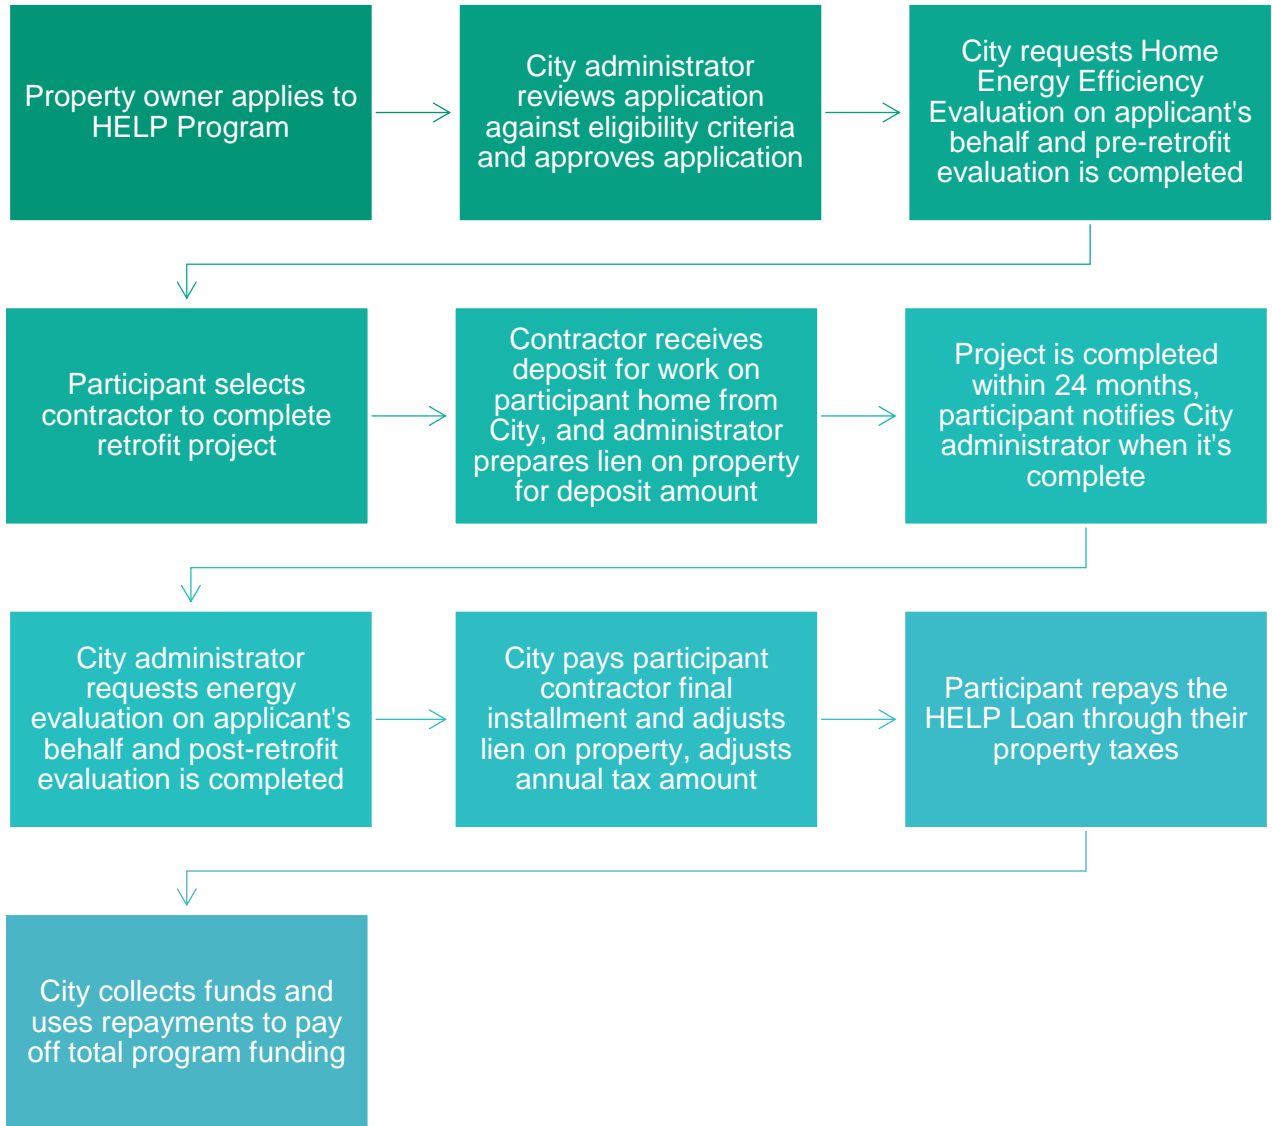 Property owner applies to
HELP Program
City administrator
reviews application
against eligibility criteria
and approves application
City requests Home
Energy Efficiency
Evaluation on applicant's
behalf and pre-retrofit
evaluation is completed
Participant selects
contractor to complete
retrofit project
Contractor receives
deposit for work on
participant home from
City, and administrator
prepares lien on property
for deposit amount
Project is completed
within 24 months,
participant notifies City
administrator when it's
complete
City administrator
requests energy
evaluation on applicant's
behalf and post-retrofit
evaluation is completed
City pays participant
contractor final
installment and adjusts
lien on property, adjusts
annual tax amount
Participant repays the
HELP Loan through their
property taxes
City collects funds and
uses repayments to pay
off total program funding